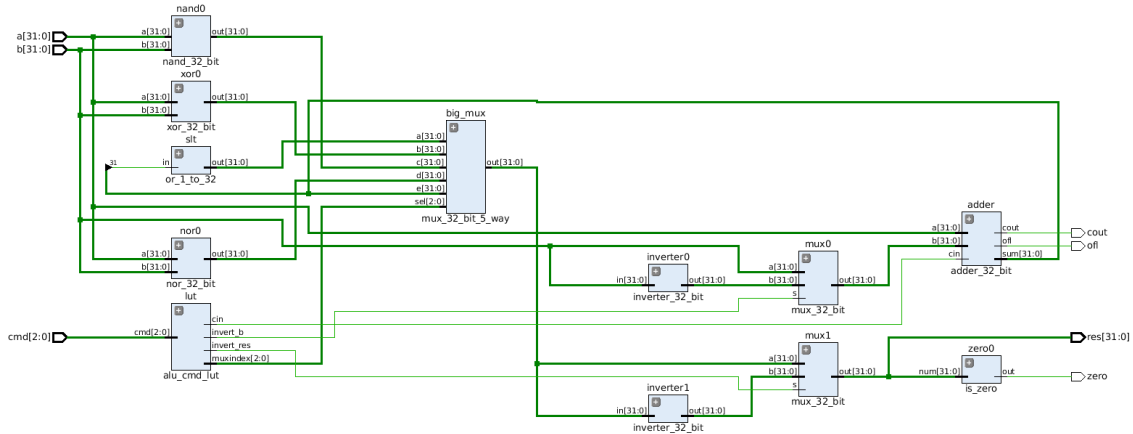 nand0
a[31:0]
a[31:0]
out[31:0]
b[31:0]
b[31:0]
nand_32_bit
xor0
a[31:0]
out[31:0]
b[31:0]
xor_32_bit
slt
31
in
out[31:0]
or_1_to_32
big_mux
a[31:0]
b[31:0]
c[31:0]
out[31:0]
d[31:0]
e[31:0]
sel[2:0]
mux_32_bit_5_way
nor0
a[31:0]
out[31:0]
b[31:0]
nor_32_bit
adder
a[31:0]
cout
cout
b[31:0]
ofl
ofl
cin
sum[31:0]
adder_32_bit
inverter0
in[31:0]
out[31:0]
inverter_32_bit
mux0
a[31:0]
b[31:0]
out[31:0]
s
mux_32_bit
lut
cin
cmd[2:0]
cmd[2:0]
invert_b
invert_res
muxindex[2:0]
alu_cmd_lut
mux1
a[31:0]
b[31:0]
out[31:0]
s
mux_32_bit
res[31:0]
zero0
num[31:0]
out
zero
is_zero
inverter1
in[31:0]
out[31:0]
inverter_32_bit